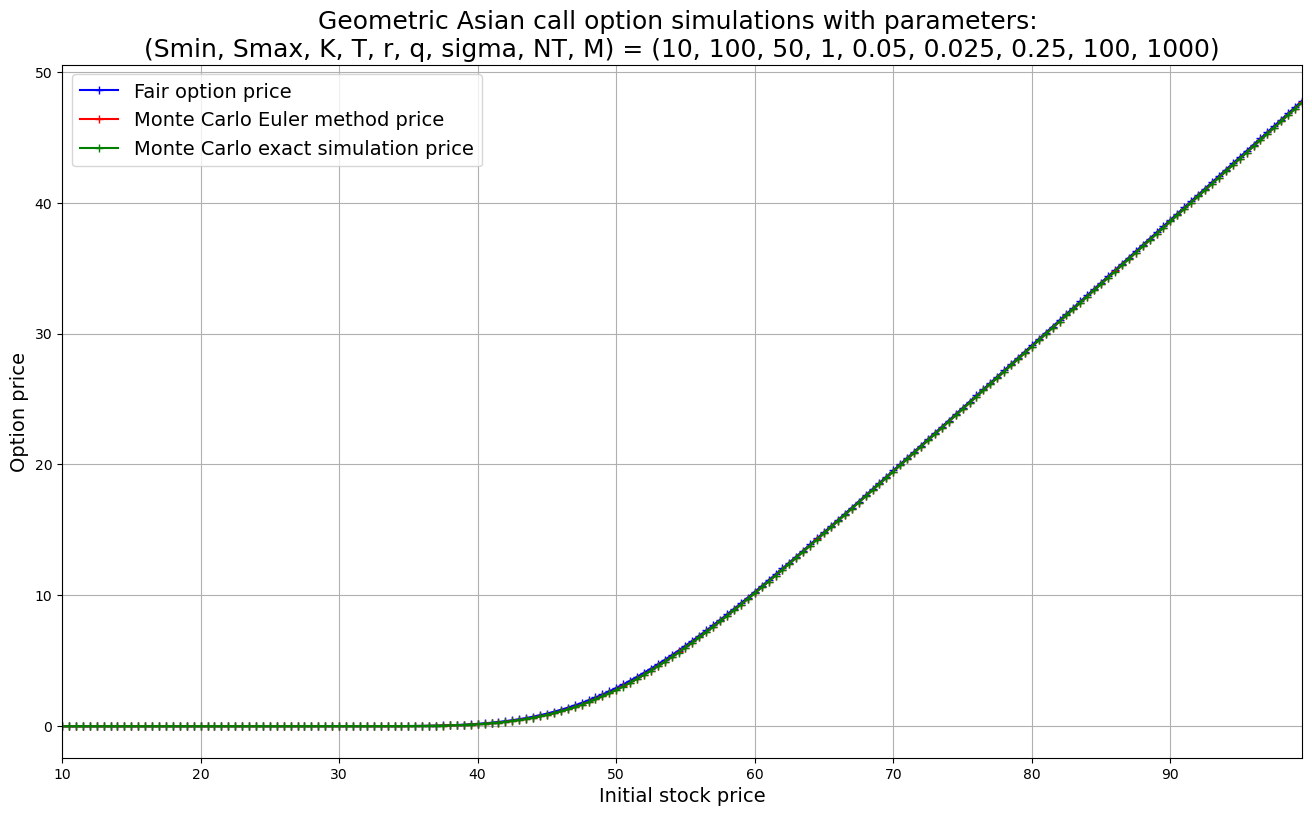 Geometric Asian call option simulations with parameters:
(Smin, Smax, K, T, r, q, sigma, NT, M) = (10, 100, 50, 1, 0.05, 0.025, 0.25, 100, 1000)
Fair option price
Monte Carlo Euler method price
Monte Carlo exact simulation price
Option price
50
40
30
20
10
0
10 20 30 40 50 60 70 80 90
Initial stock price